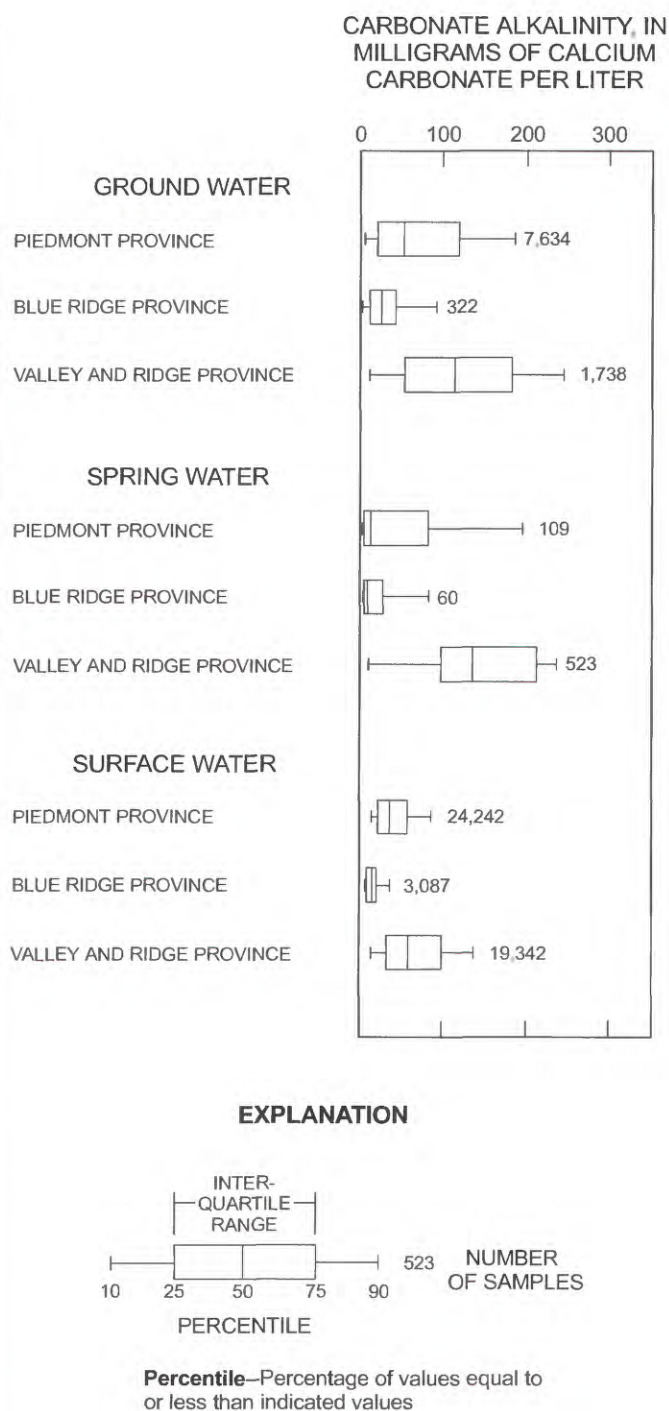 CARBONATE ALKALINITY, IN
MILLIGRAMS OF CALCIUM
CARBONATE PER LITER
0 100 200 300
GROUND WATER
PIEDMONT PROVINCE 7,634
BLUE RIDGE PROVINCE 322
VALLEY AND RIDGE PROVINCE 1,738
SPRING WATER
PIEDMONT PROVINCE 109
BLUE RIDGE PROVINCE 60
VALLEY AND RIDGE PROVINCE 523
SURFACE WATER
PIEDMONT PROVINCE 24,242
BLUE RIDGE PROVINCE 3,087
VALLEY AND RIDGE PROVINCE 19,342
EXPLANATION
INTER-
QUARTILE
RANGE
523 NUMBER
OF SAMPLES
10 25 50 75 90
PERCENTILE
Percentile–Percentage of values equal to
or less than indicated values